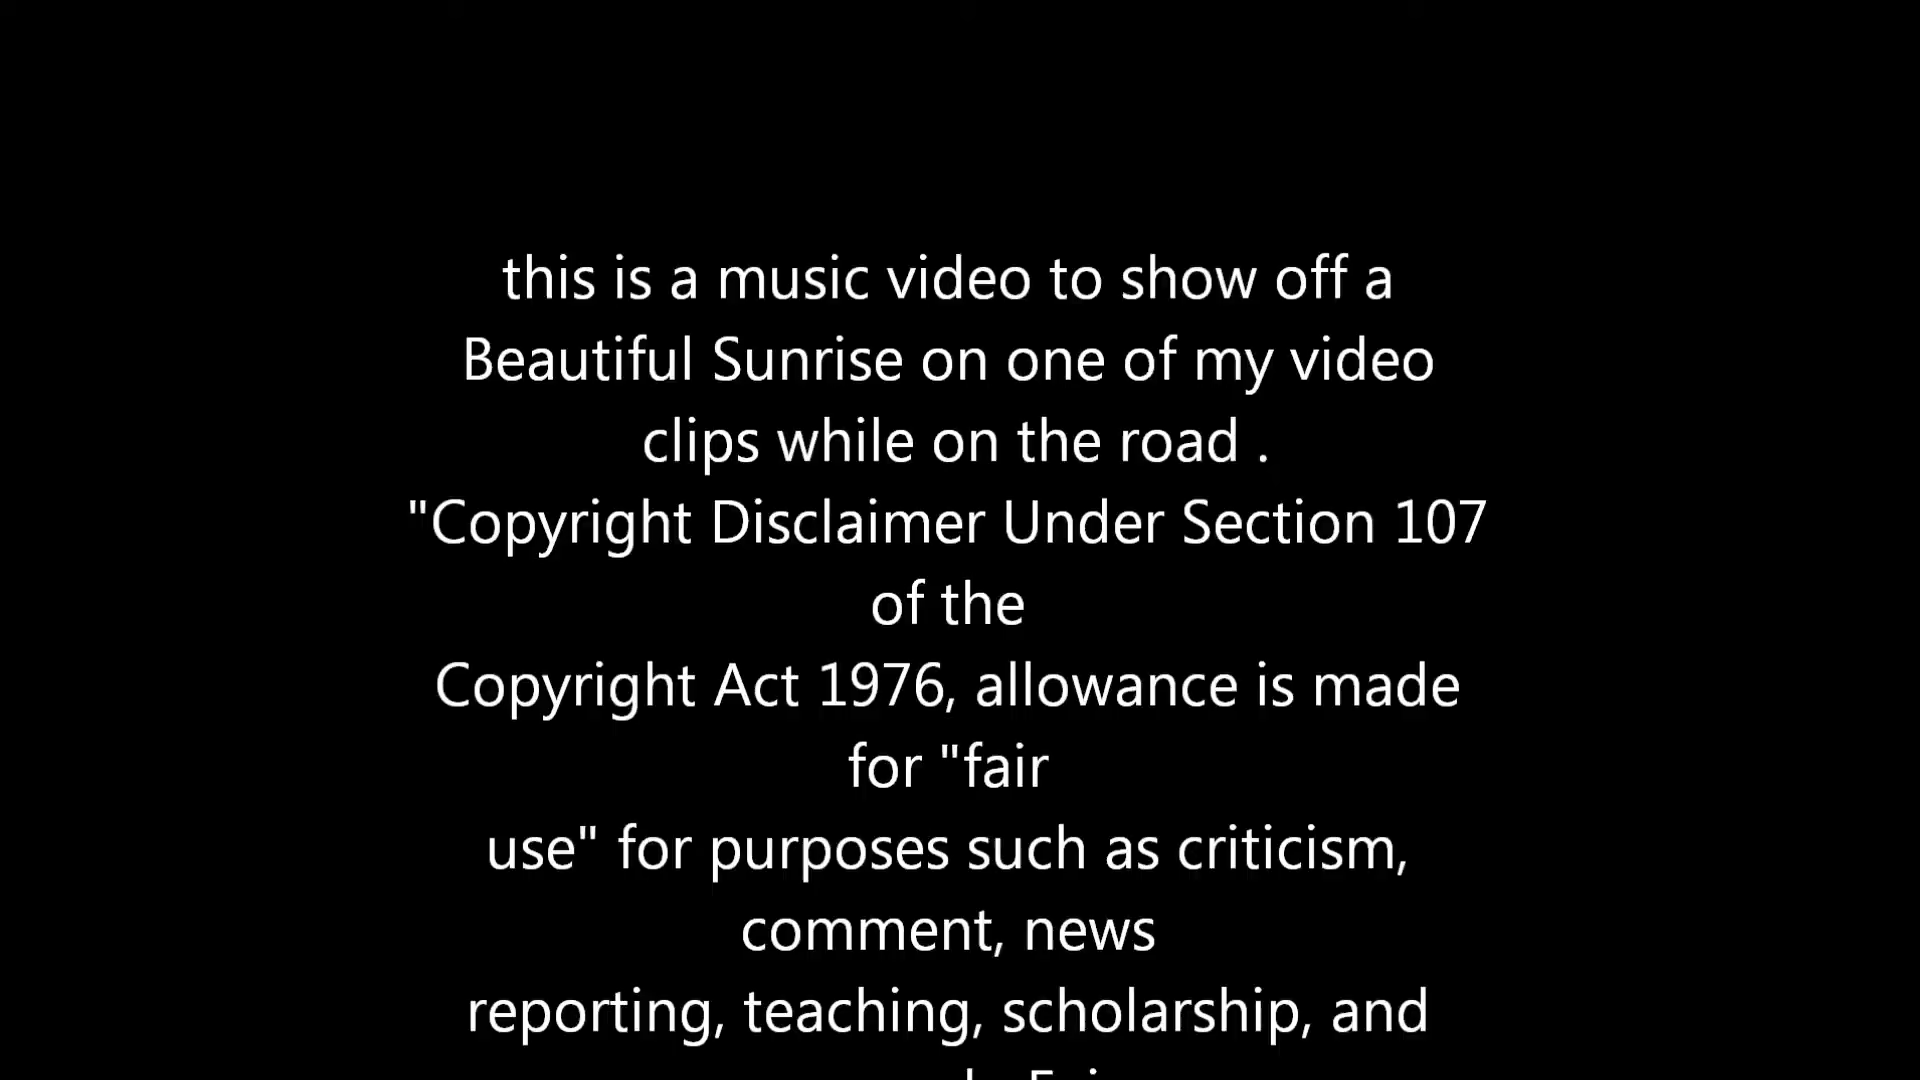 this is a music video to show off a
Beautiful Sunrise on one of my video
clips while on the road .
"Copyright Disclaimer Under Section 107
of the
Copyright Act 1976, allowance is made
for "fair
use" for purposes such as criticism,
comment, news
reporting, teaching, scholarship, and